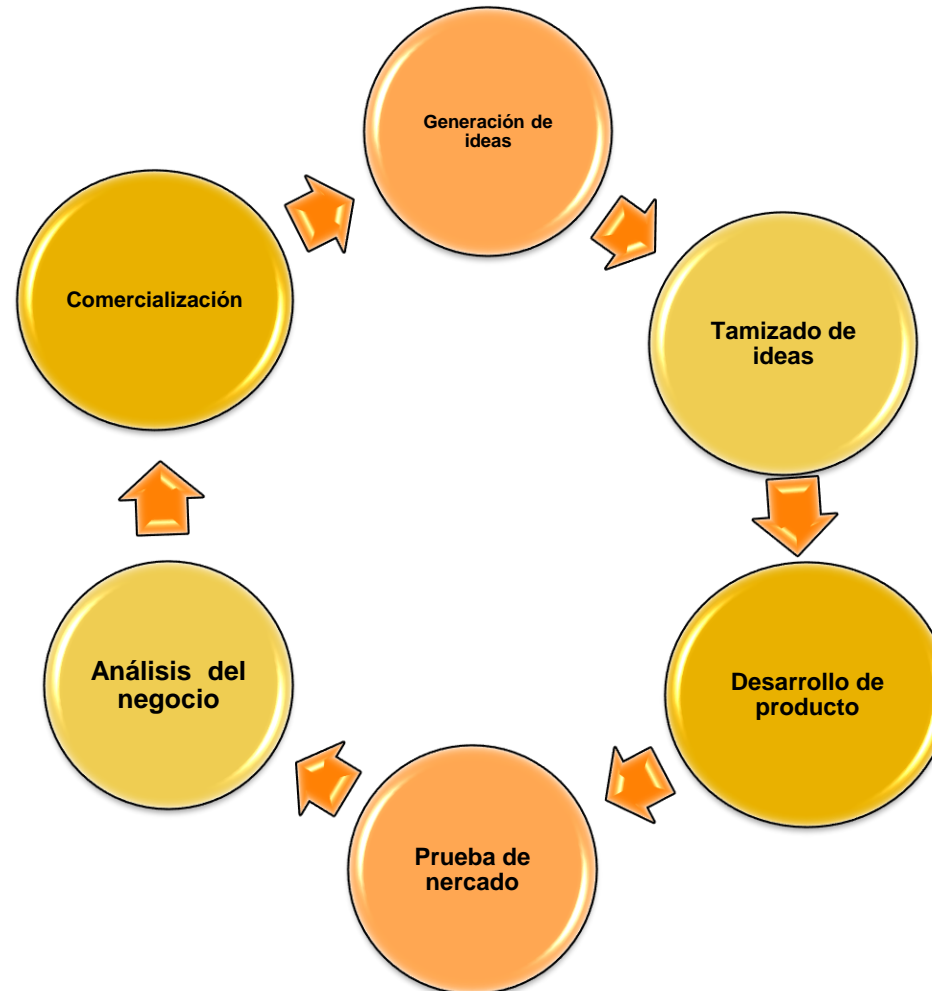 Generación de
ideas
Tamizado de
ideas
Desarrollo de
producto
Prueba de
nercado
Análisis  del
negocio
Comercialización